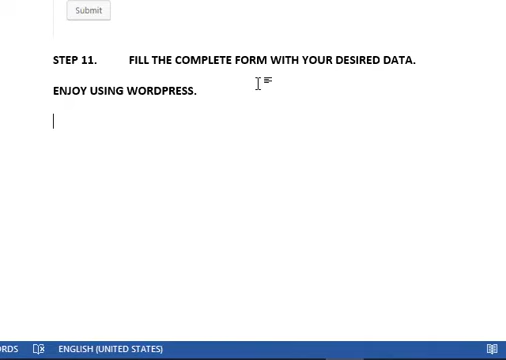 Submit
STEP 11. FILL THE COMPLETE FORM WITH YOUR DESIRED DATA.
ENJOY USING WORDPRESS.
ORDS ENGLISH (UNITED STATES)